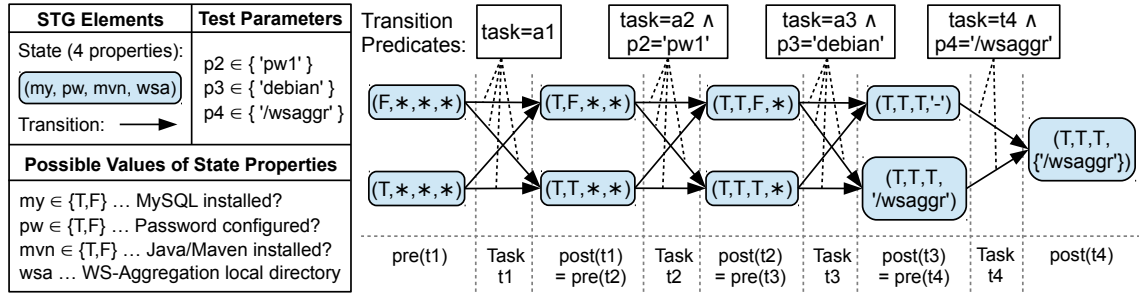 STG Elements
State (4 properties):
(my, pw, mvn, wsa)
Transition:
Test Parameters
p2 ∈ { 'pw1' }
p3 ∈ { 'debian' }
p4 ∈ { '/wsaggr' }
Possible Values of State Properties
my ∈ {T,F} ... MySQL installed?
pw ∈ {T,F} ... Password configured?
mvn ∈ {T,F} ... Java/Maven installed?
wsa ... WS-Aggregation local directory
Transition
Predicates:
task=a1
task=a2 ∧
p2='pw1'
task=a3 ∧
p3='debian'
task=t4 ∧
p4='/wsaggr'
(F,∗,∗,∗)
(T,F,∗,∗)
(T,T,F,∗)
(T,T,T,'-')
(T,T,T,
{'/wsaggr'})
(T,∗,∗,∗)
(T,T,∗,∗)
(T,T,T,∗)
(T,T,T,
'/wsaggr')
pre(t1)
Task
t1
post(t1)
= pre(t2)
Task
t2
post(t2)
= pre(t3)
Task
t3
post(t3)
= pre(t4)
Task
t4
post(t4)